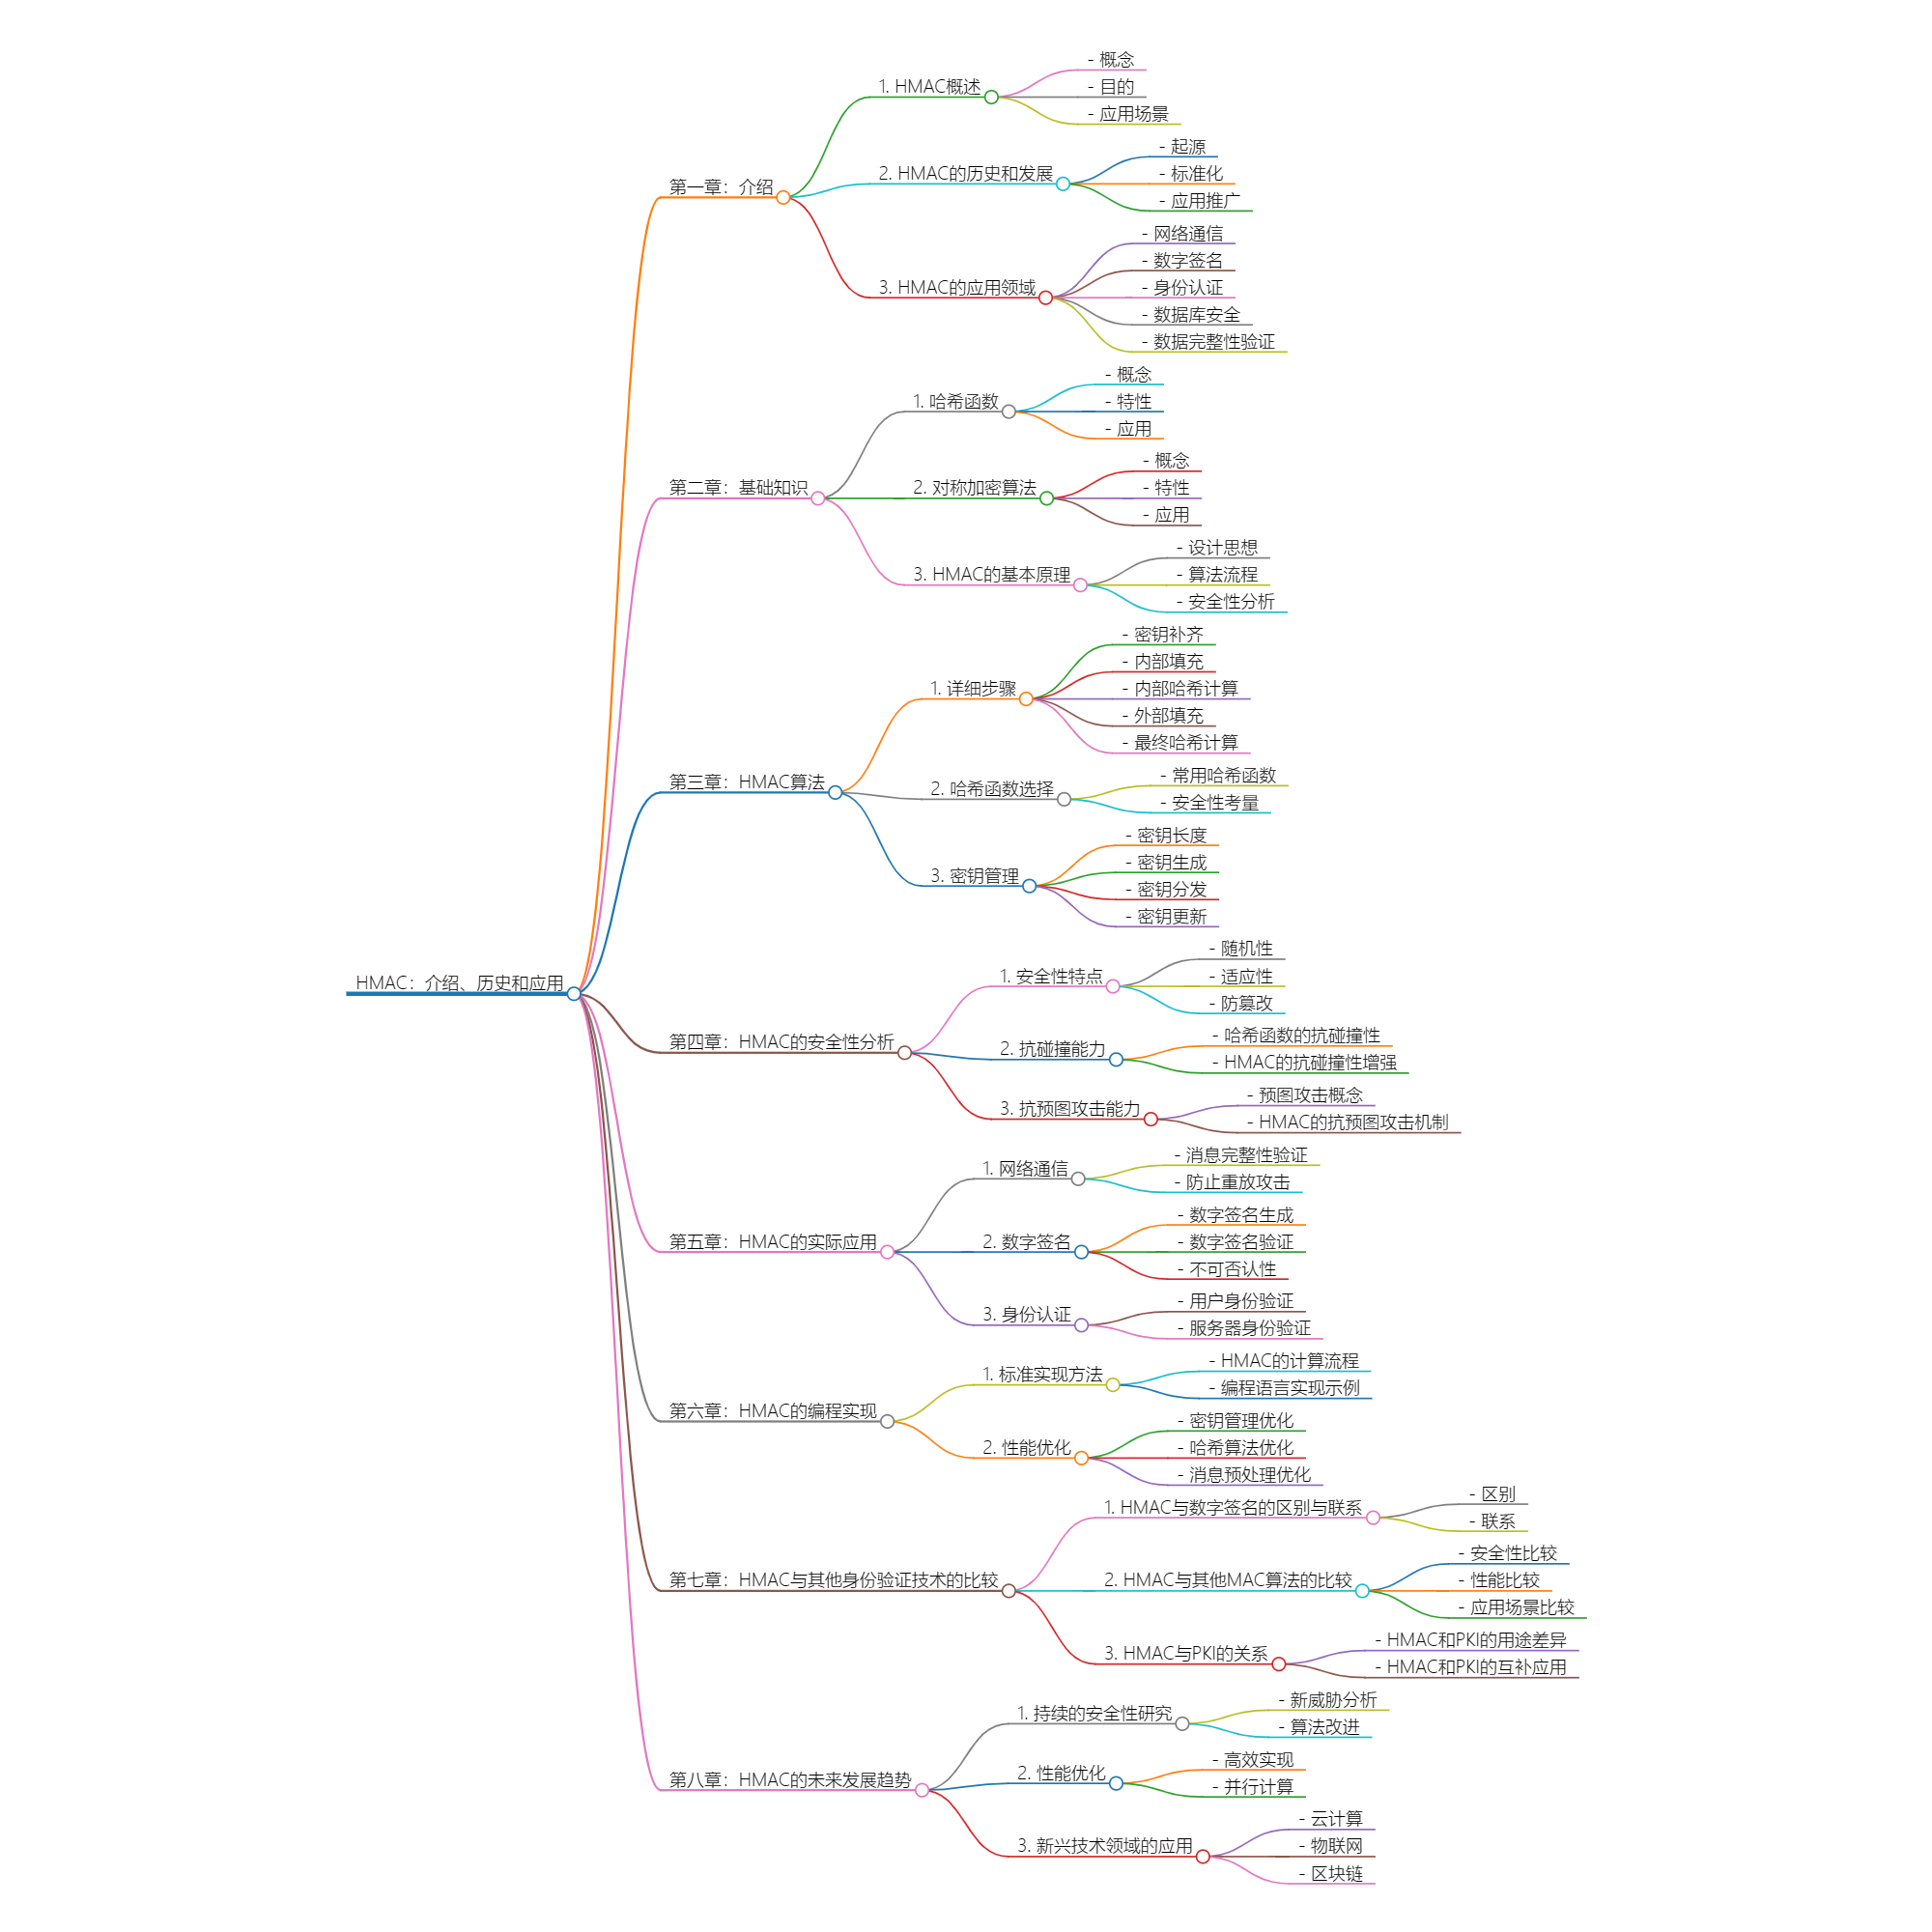 HMAC：介绍、历史和应用
第一章：介绍
1. HMAC概述
- 概念
- 目的
- 应用场景
2. HMAC的历史和发展
- 起源
- 标准化
- 应用推广
3. HMAC的应用领域
- 网络通信
- 数字签名
- 身份认证
- 数据库安全
- 数据完整性验证
第二章：基础知识
1. 哈希函数
- 概念
- 特性
- 应用
2. 对称加密算法
- 概念
- 特性
- 应用
3. HMAC的基本原理
- 设计思想
- 算法流程
- 安全性分析
第三章：HMAC算法
1. 详细步骤
- 密钥补齐
- 内部填充
- 内部哈希计算
- 外部填充
- 最终哈希计算
2. 哈希函数选择
- 常用哈希函数
- 安全性考量
3. 密钥管理
- 密钥长度
- 密钥生成
- 密钥分发
- 密钥更新
第四章：HMAC的安全性分析
1. 安全性特点
- 随机性
- 适应性
- 防篡改
2. 抗碰撞能力
- 哈希函数的抗碰撞性
- HMAC的抗碰撞性增强
3. 抗预图攻击能力
- 预图攻击概念
- HMAC的抗预图攻击机制
第五章：HMAC的实际应用
1. 网络通信
- 消息完整性验证
- 防止重放攻击
2. 数字签名
- 数字签名生成
- 数字签名验证
- 不可否认性
3. 身份认证
- 用户身份验证
- 服务器身份验证
第六章：HMAC的编程实现
1. 标准实现方法
- HMAC的计算流程
- 编程语言实现示例
2. 性能优化
- 密钥管理优化
- 哈希算法优化
- 消息预处理优化
第七章：HMAC与其他身份验证技术的比较
1. HMAC与数字签名的区别与联系
- 区别
- 联系
2. HMAC与其他MAC算法的比较
- 安全性比较
- 性能比较
- 应用场景比较
3. HMAC与PKI的关系
- HMAC和PKI的用途差异
- HMAC和PKI的互补应用
第八章：HMAC的未来发展趋势
1. 持续的安全性研究
- 新威胁分析
- 算法改进
2. 性能优化
- 高效实现
- 并行计算
3. 新兴技术领域的应用
- 云计算
- 物联网
- 区块链